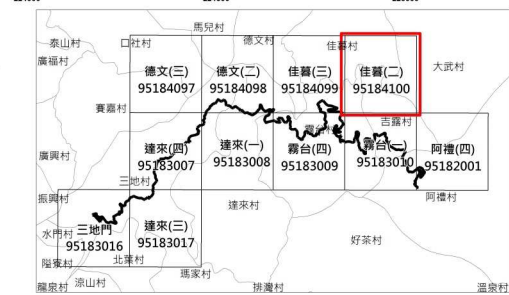 馬兒村
泰山村
口社村
德文村
佳暮村
廣福村
大武村
德文(三)
95184097
德文(二)
95184098
佳暮(三)
95184099
佳暮(二)
95184100
賽嘉村
吉露村
霧台村
達來(四)
95183007
達來(一)
95183008
霧台(四)
95183009
霧台(一)
95183010
阿禮(四)
95182001
廣興村
三地村
振興村
達來村
阿禮村
水門村
三地門
95183016
達來(三)
95183017
好茶村
隘寮村
北葉村
瑪家村
龍泉村
涼山村
排灣村
溫泉村